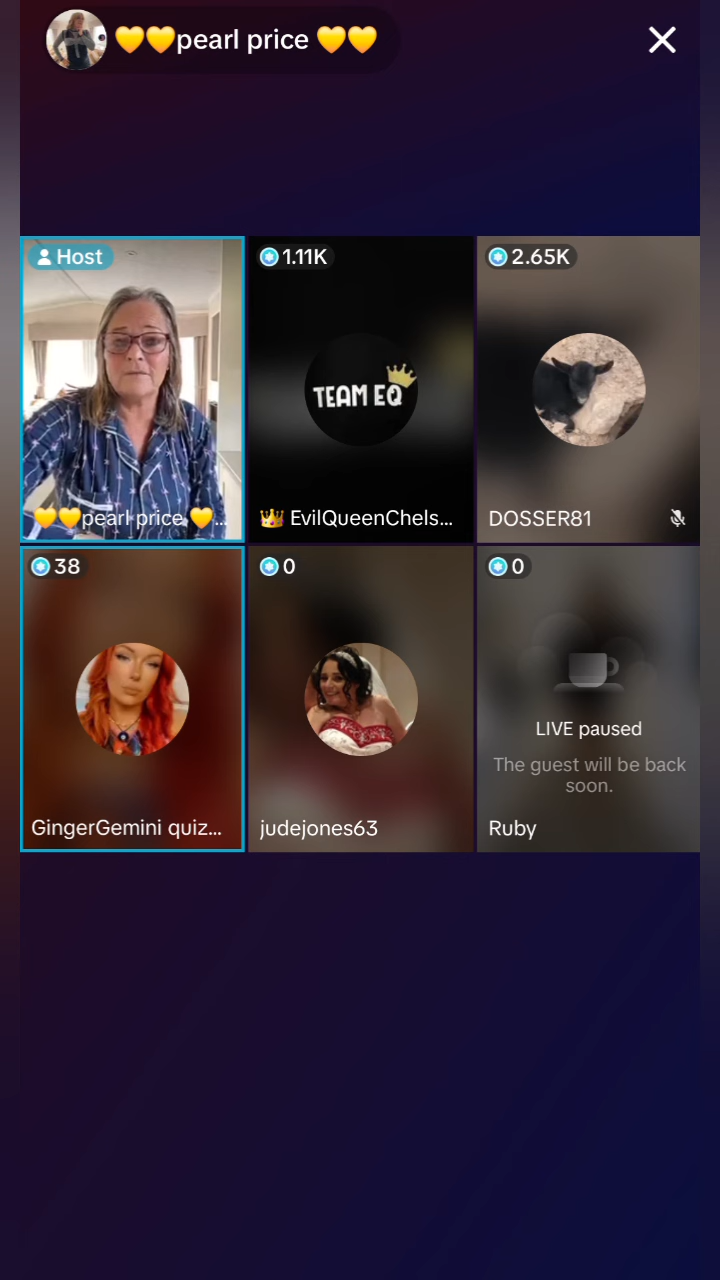 💛💛pearl price 💛💛
Host
1.11K
2.65K
TEAM EQ
💛💛pearl price 💛...
👑 EvilQueenChels...
DOSSER81
38
0
0
LIVE paused
The guest will be back
soon.
GingerGemini quiz...
judejones63
Ruby